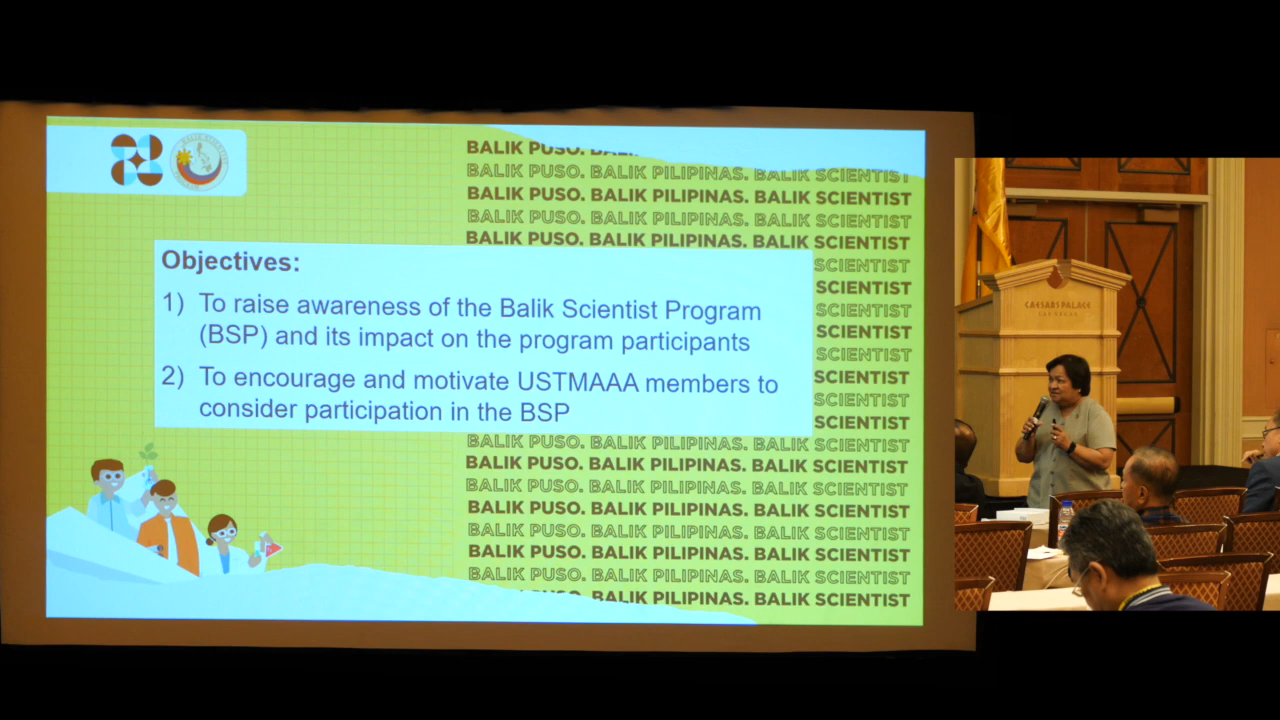 BALIK PUSO.
BALIK PUSO. BALIK PILIPINAS. BALIK SCIENTIST
BALIK PUSO. BALIK PILIPINAS. BALIK SCIENTIST
BALIK PUSO. BALIK PILIPINAS. BALIK SCIENTIST
BALIK PUSO. BALIK PILIPINAS. BALIK SCIENTIST
SCIENTIST
SCIENTIST
SCIENTIST
SCIENTIST
SCIENTIST
SCIENTIST
SCIENTIST
SCIENTIST
Objectives:
1) To raise awareness of the Balik Scientist Program
(BSP) and its impact on the program participants
2) To encourage and motivate USTMAAA members to
consider participation in the BSP
BALIK PUSO. BALIK PILIPINAS. BALIK SCIENTIST
BALIK PUSO. BALIK PILIPINAS. BALIK SCIENTIST
BALIK PUSO. BALIK PILIPINAS. BALIK SCIENTIST
BALIK PUSO. BALIK PILIPINAS. BALIK SCIENTIST
BALIK PUSO. BALIK PILIPINAS. BALIK SCIENTIST
BALIK PUSO. BALIK PILIPINAS. BALIK SCIENTIST
BALIK PUSO. BALIK PILIPINAS. BALIK SCIENTIST
BALIK PILIPINAS. BALIK SCIENTIST
CAESARS PALACE
LAS VEGAS